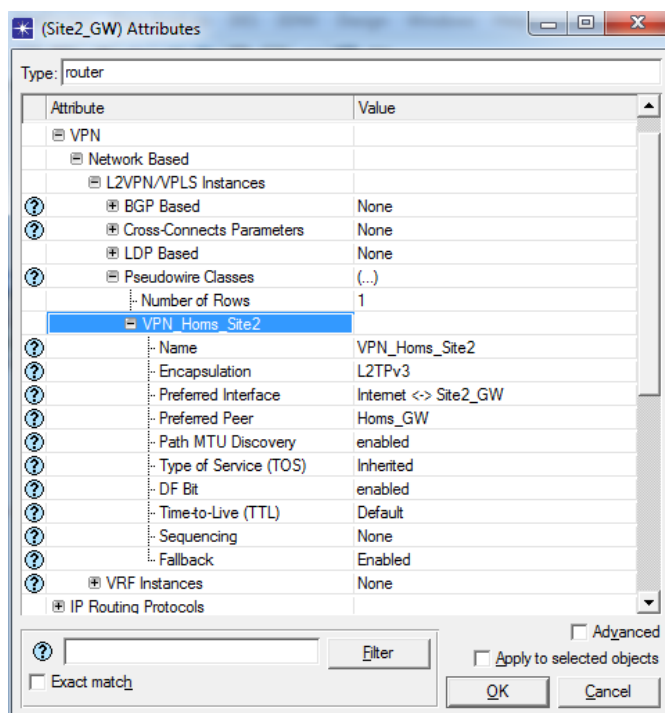 (Site2_GW) Attributes
Type: router
Attribute Value
VPN
Network Based
L2VPN/VPLS Instances
BGP Based None
Cross-Connects Parameters None
LDP Based None
Pseudowire Classes (...)
Number of Rows 1
VPN_Homs_Site2
Name VPN_Homs_Site2
Encapsulation L2TPv3
Preferred Interface Internet <-> Site2_GW
Preferred Peer Homs_GW
Path MTU Discovery enabled
Type of Service (TOS) Inherited
DF Bit enabled
Time-to-Live (TTL) Default
Sequencing None
Fallback Enabled
VRF Instances None
IP Routing Protocols
Advanced
Filter
Apply to selected objects
Exact match
OK Cancel